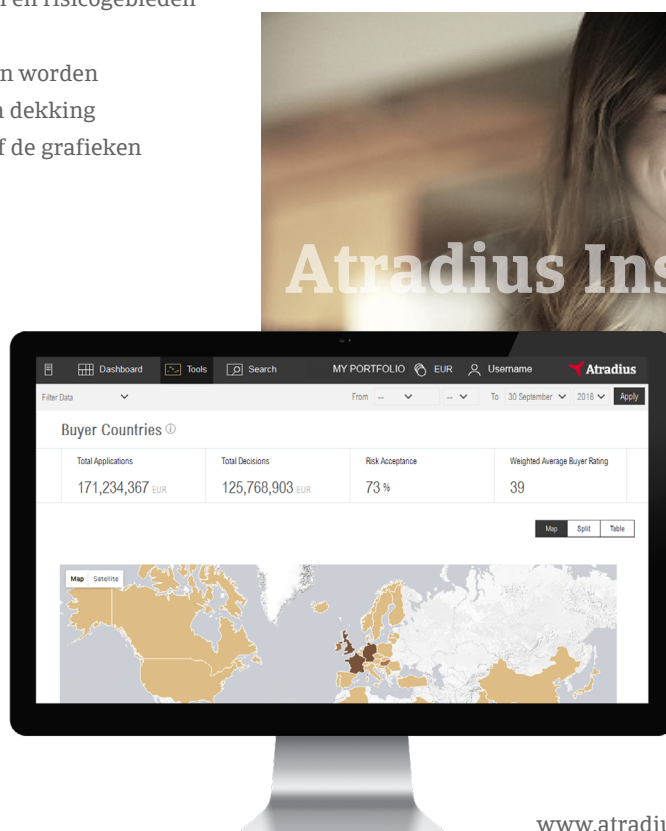 en risicogebieden
n worden
dekking
f de grafieken
Atradius Ins
Dashboard Tools Search MY PORTFOLIO EUR Username Atradius
Filter Data From -- -- To 30 September 2016 Apply
Buyer Countries
Total Applications Total Decisions Risk Acceptance Weighted Average Buyer Rating
171,234,367 EUR 125,768,903 EUR 73 % 39
Map Split Table
Map Satellite
www.atradiu